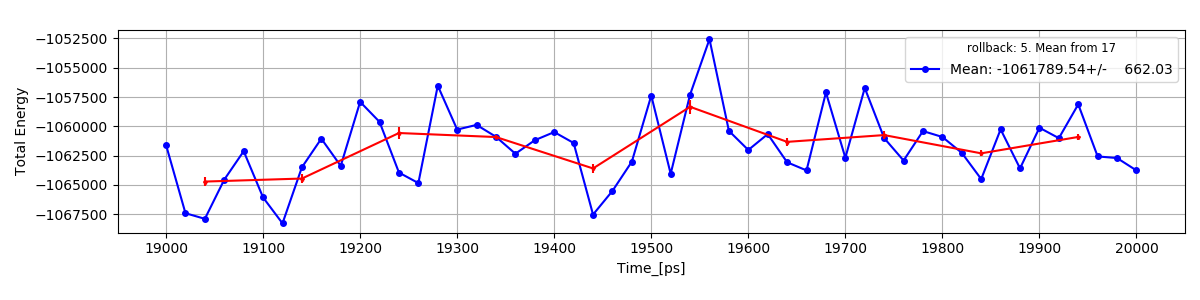 Total Energy
−1052500
−1055000
−1057500
−1060000
−1062500
−1065000
−1067500
rollback: 5. Mean from 17
Mean: -1061789.54+/-    662.03
19000 19100 19200 19300 19400 19500 19600 19700 19800 19900 20000
Time_[ps]